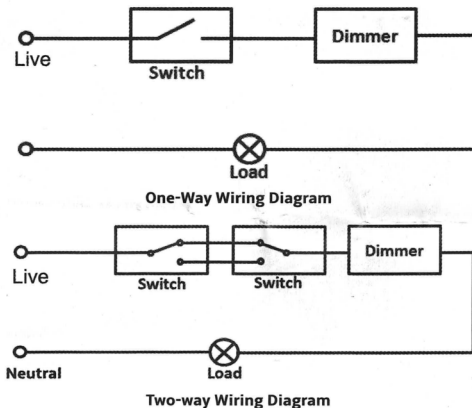 Live
Switch
Dimmer
Load
One-Way Wiring Diagram
Live
Switch
Switch
Dimmer
Neutral
Load
Two-way Wiring Diagram